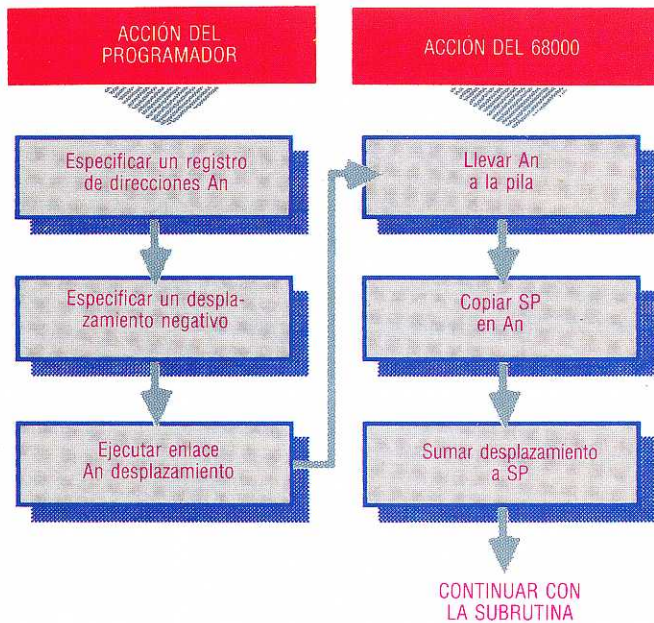 ACCIÓN DEL
PROGRAMADOR
Especificar un registro
de direcciones An
Especificar un despla-
zamiento negativo
Ejecutar enlace
An desplazamiento
ACCIÓN DEL 68000
Llevar An
a la pila
Copiar SP
en An
Sumar desplazamiento
a SP
CONTINUAR CON
LA SUBRUTINA